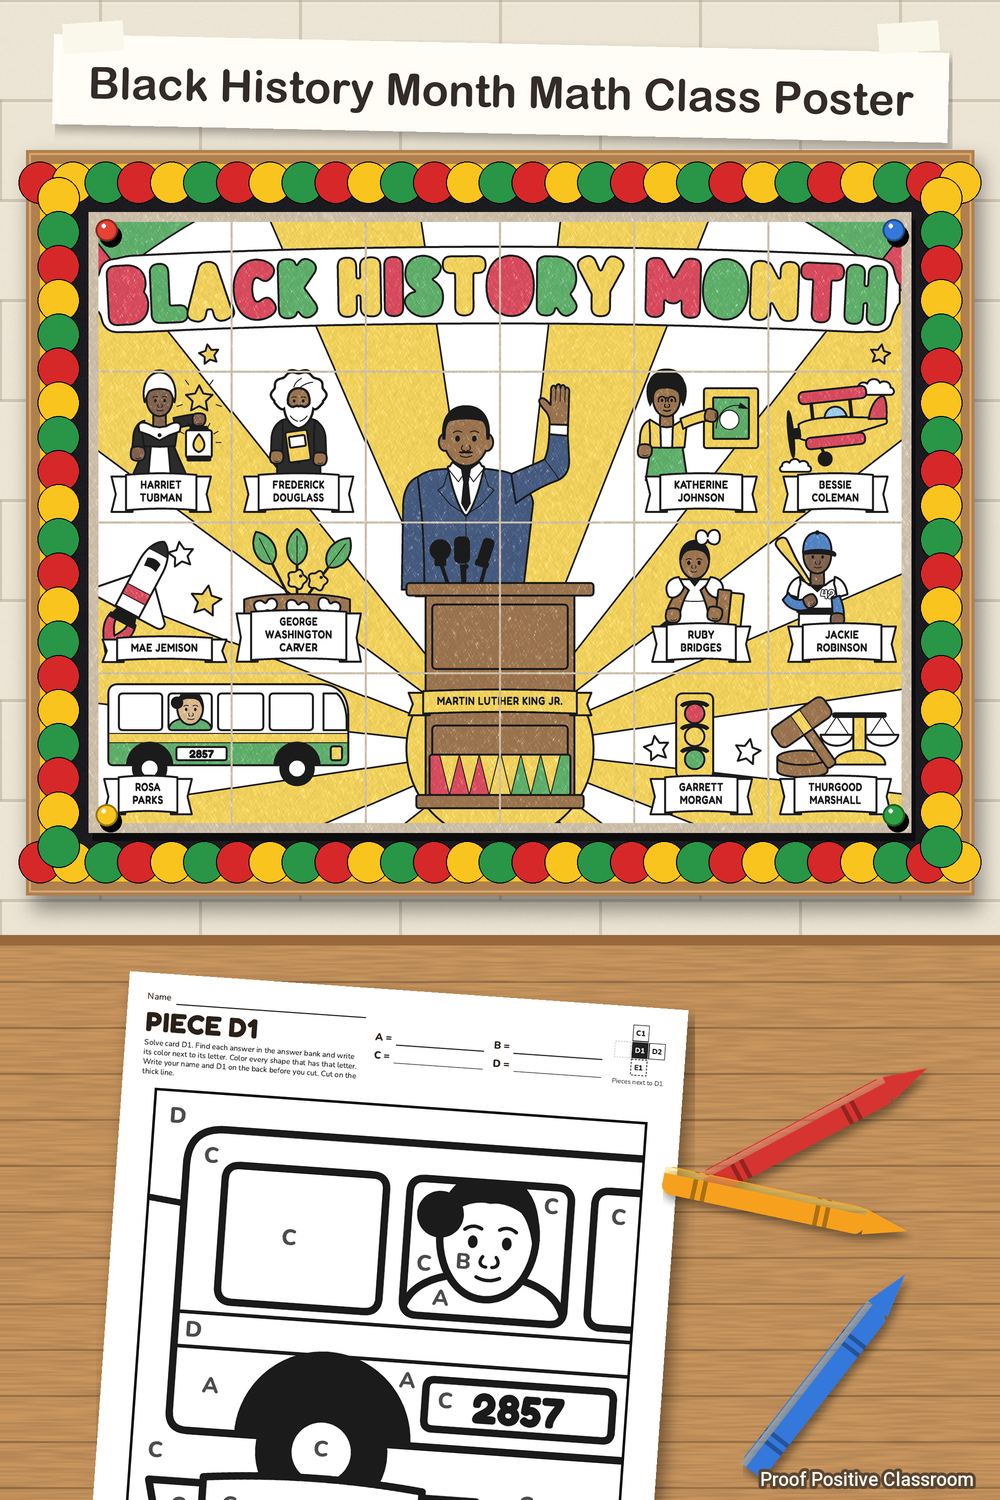 Black History Month Math Class Poster
BLACK HISTORY MONTH
HARRIET
TUBMAN
FREDERICK
DOUGLASS
KATHERINE
JOHNSON
BESSIE
COLEMAN
MAE JEMISON
GEORGE
WASHINGTON
CARVER
RUBY
BRIDGES
42
JACKIE
ROBINSON
MARTIN LUTHER KING JR.
2857
ROSA
PARKS
GARRETT
MORGAN
THURGOOD
MARSHALL
Name
PIECE D1
Solve card D1. Find each answer in the answer bank and write
its color next to its letter. Color every shape that has that letter.
Write your name and D1 on the back before you cut. Cut on the
thick line.
A =
B =
C =
D =
C1
D1 D2
E1
Pieces next to D1
D
C
C
C
C
C
B
A
D
A
A
C 2857
C
C
Proof Positive Classroom